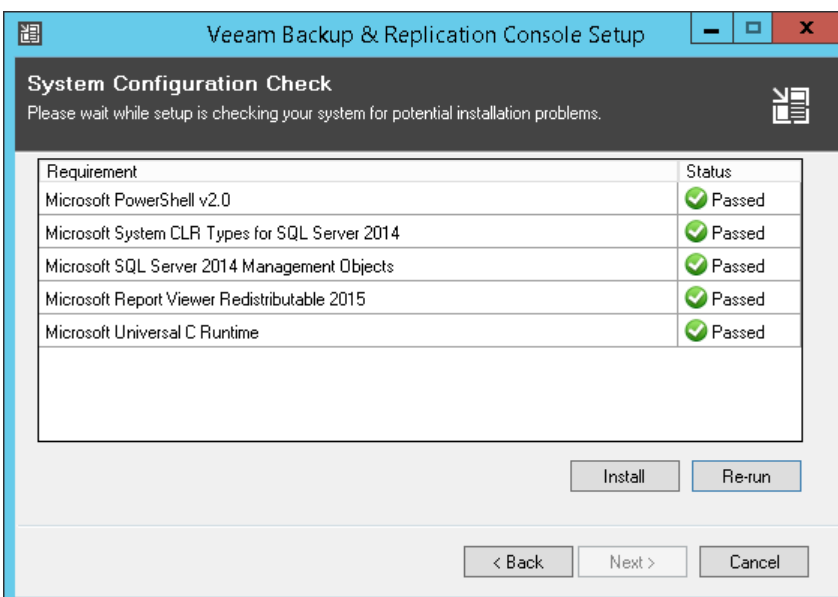 Veeam Backup & Replication Console Setup
System Configuration Check
Please wait while setup is checking your system for potential installation problems.
Requirement Status
Microsoft PowerShell v2.0 Passed
Microsoft System CLR Types for SQL Server 2014 Passed
Microsoft SQL Server 2014 Management Objects Passed
Microsoft Report Viewer Redistributable 2015 Passed
Microsoft Universal C Runtime Passed
Install Re-run
< Back Next > Cancel